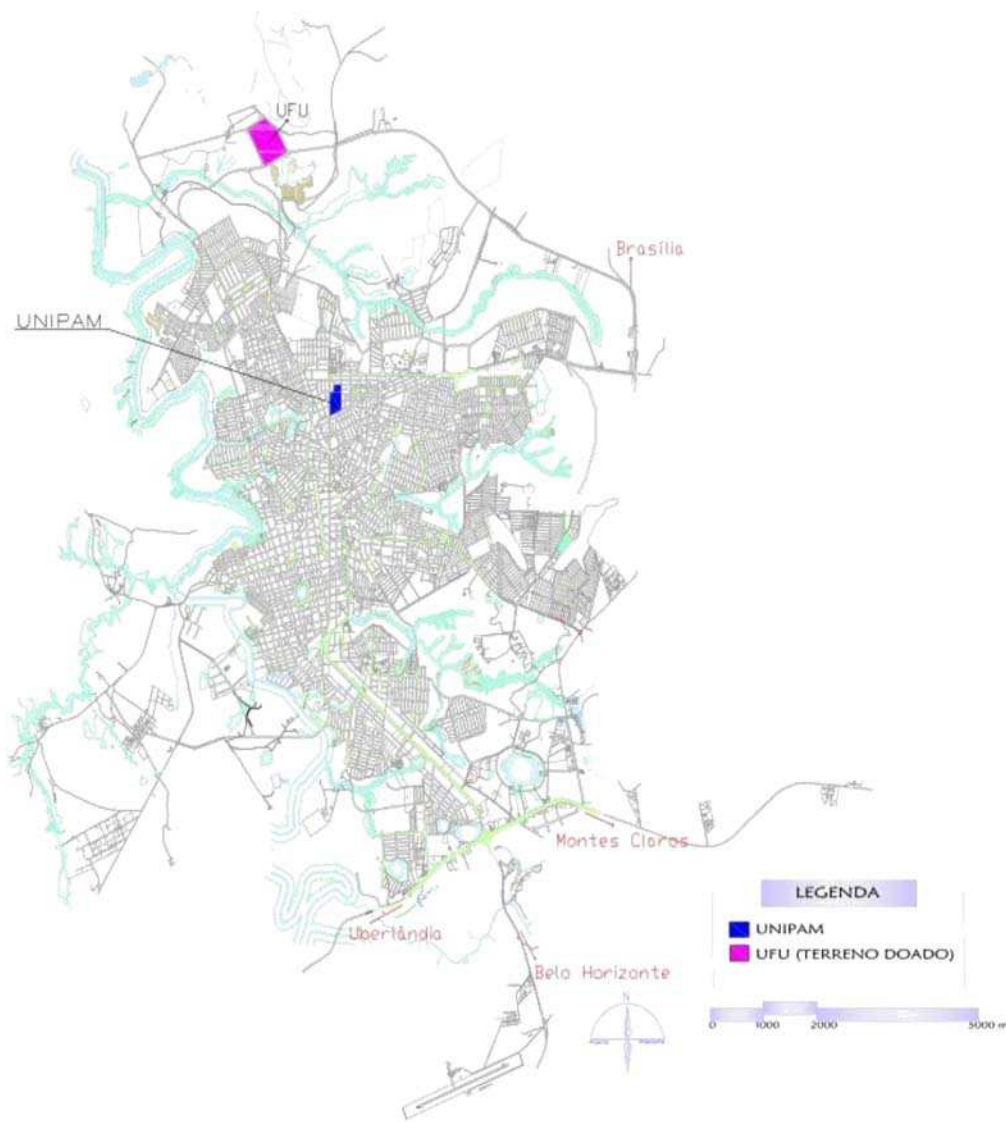 UFU
Brasília
UNIPAM
Montes Claros
Uberlândia
Belo Horizonte
LEGENDA
UNIPAM
UFU (TERRENO DOADO)
N
0 1000 2000 5000 m